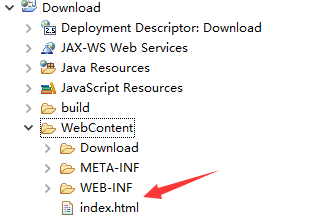 Download
Deployment Descriptor: Download
JAX-WS Web Services
Java Resources
JavaScript Resources
build
WebContent
Download
META-INF
WEB-INF
index.html